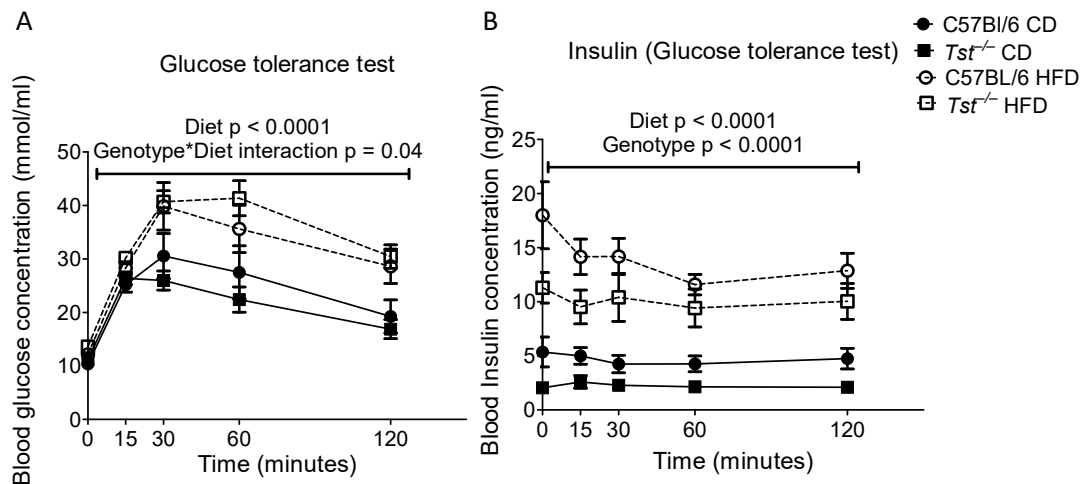 A
Glucose tolerance test
Diet p < 0.0001
Genotype*Diet interaction p = 0.04
Blood glucose concentration (mmol/ml)
50
40
30
20
10
0
0 15 30 60 120
Time (minutes)
B
Insulin (Glucose tolerance test)
Diet p < 0.0001
Genotype p < 0.0001
Blood Insulin concentration (ng/ml)
25
20
15
10
5
0
0 15 30 60 120
Time (minutes)
C57Bl/6 CD
Tst–/– CD
C57BL/6 HFD
Tst–/– HFD